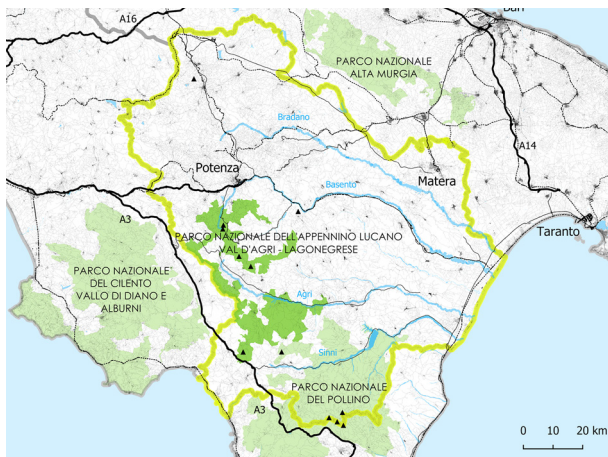 A16
Bari
PARCO NAZIONALE
ALTA MURGIA
Bradano
A14
Potenza
Basento
Matera
A3
Taranto
PARCO NAZIONALE DELL'APPENNINO LUCANO
VAL D'AGRI - LAGONEGRESE
PARCO NAZIONALE
DEL CILENTO
VALLO DI DIANO E
ALBURNI
Agri
Sinni
PARCO NAZIONALE
DEL POLLINO
A3
0 10 20 km